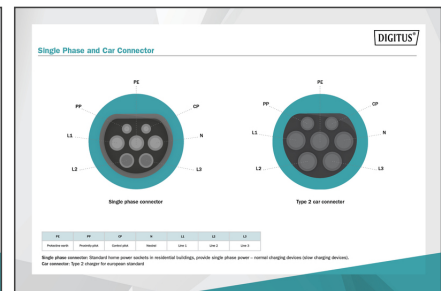 DIGITUS®
Single Phase and Car Connector
PE
PP
CP
L1
N
L2
L3
Single phase connector
PE
PP
CP
L1
N
L2
L3
Type 2 car connector
PE PP CP N L1 L2 L3
Protective earth Proximity pilot Control pilot Neutral Line 1 Line 2 Line 3
Single phase connector: Standard home power sockets in residential buildings, provide single phase power – normal charging devices (slow charging devices).
Car connector: Type 2 charger for european standard